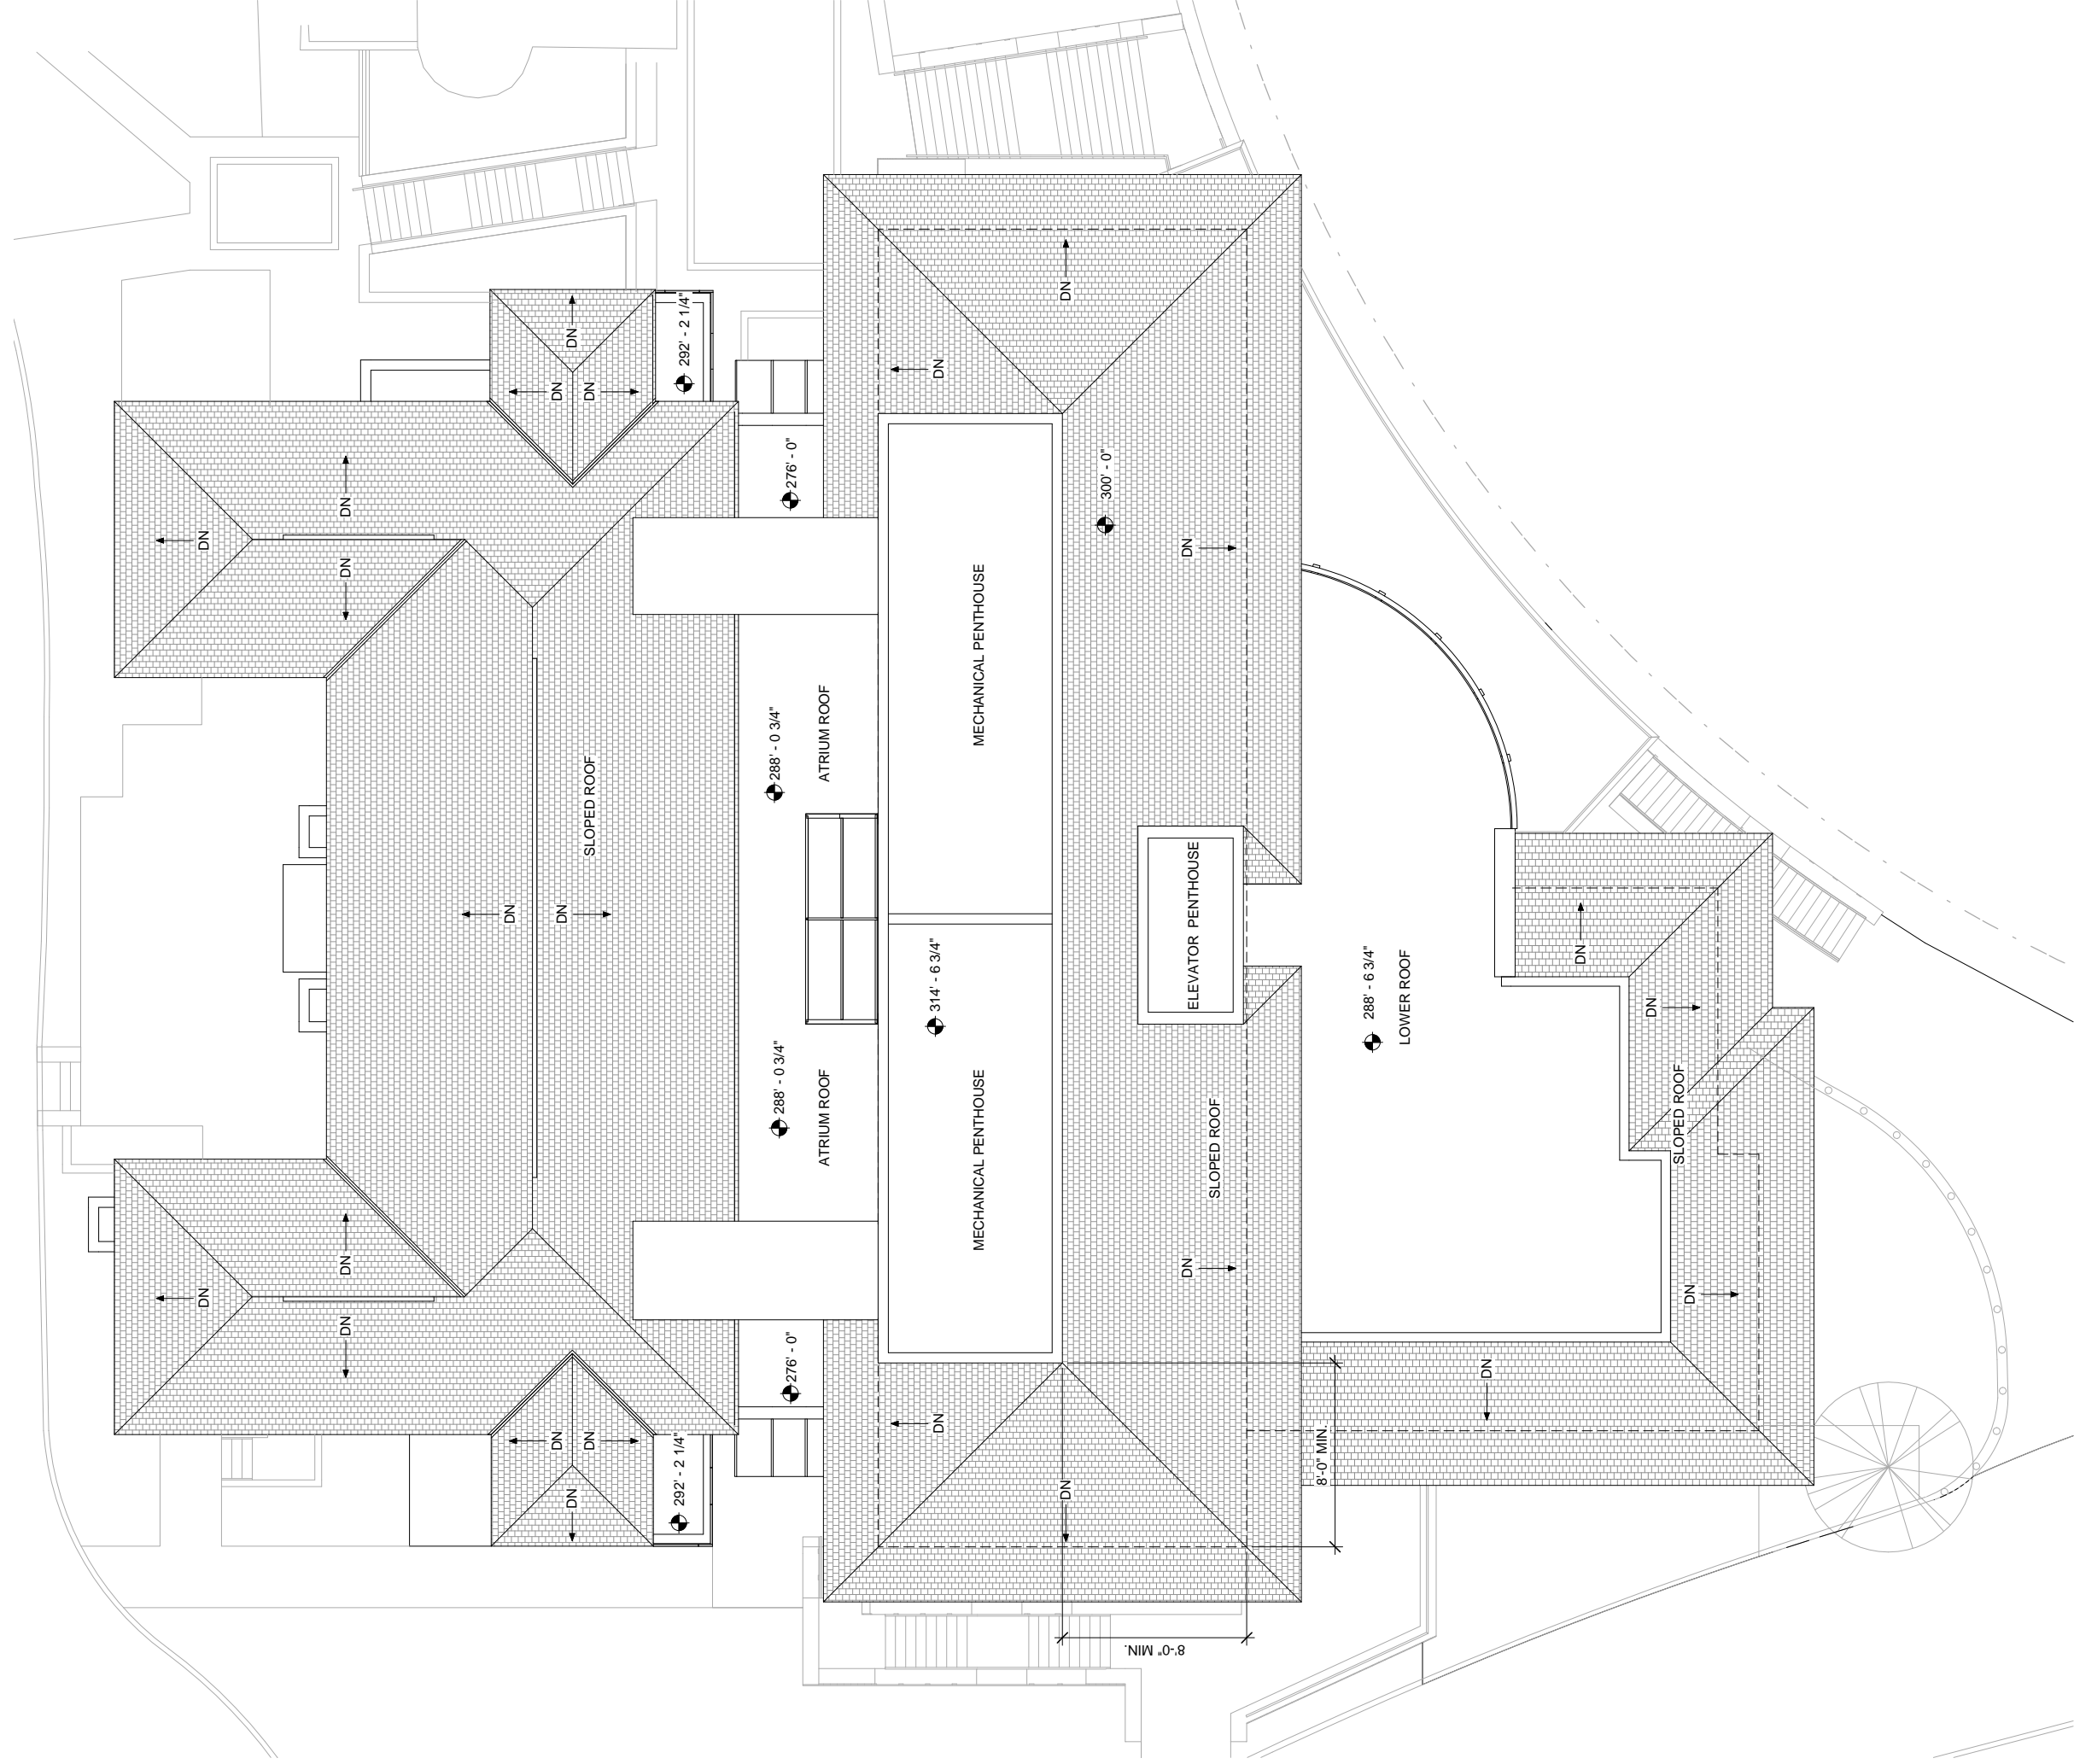 DN
DN
DN
DN
DN
DN
DN
DN
DN
DN
DN
DN
DN
SLOPED ROOF
DN
292' - 2 1/4"
292' - 2 1/4"
276' - 0"
288' - 0 3/4"
288' - 0 3/4"
276' - 0"
ATRIUM ROOF
ATRIUM ROOF
DN
314' - 6 3/4"
DN
MECHANICAL PENTHOUSE
MECHANICAL PENTHOUSE
DN
DN
300' - 0"
8'-0" MIN.
DN
DN
ELEVATOR PENTHOUSE
SLOPED ROOF
8'-0" MIN.
288' - 6 3/4"
LOWER ROOF
DN
DN
DN
SLOPED ROOF
DN